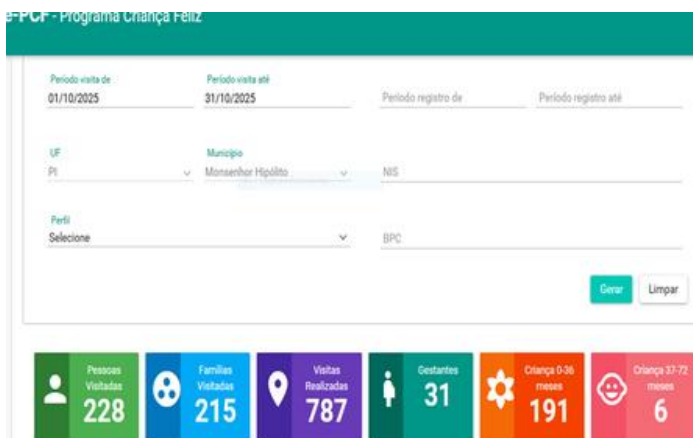 e-PCF - Programa Criança Feliz
Período visita de
Período visita até
01/10/2025
31/10/2025
Período registro de
Período registro até
UF
Município
PI
Monsenhor Hipólito
NIS
Perfil
Selecione
BPC
Gerar
Limpar
Pessoas
Visitadas
228
Famílias
Visitadas
215
Visitas
Realizadas
787
Gestantes
31
Criança 0-36
meses
191
Criança 37-72
meses
6